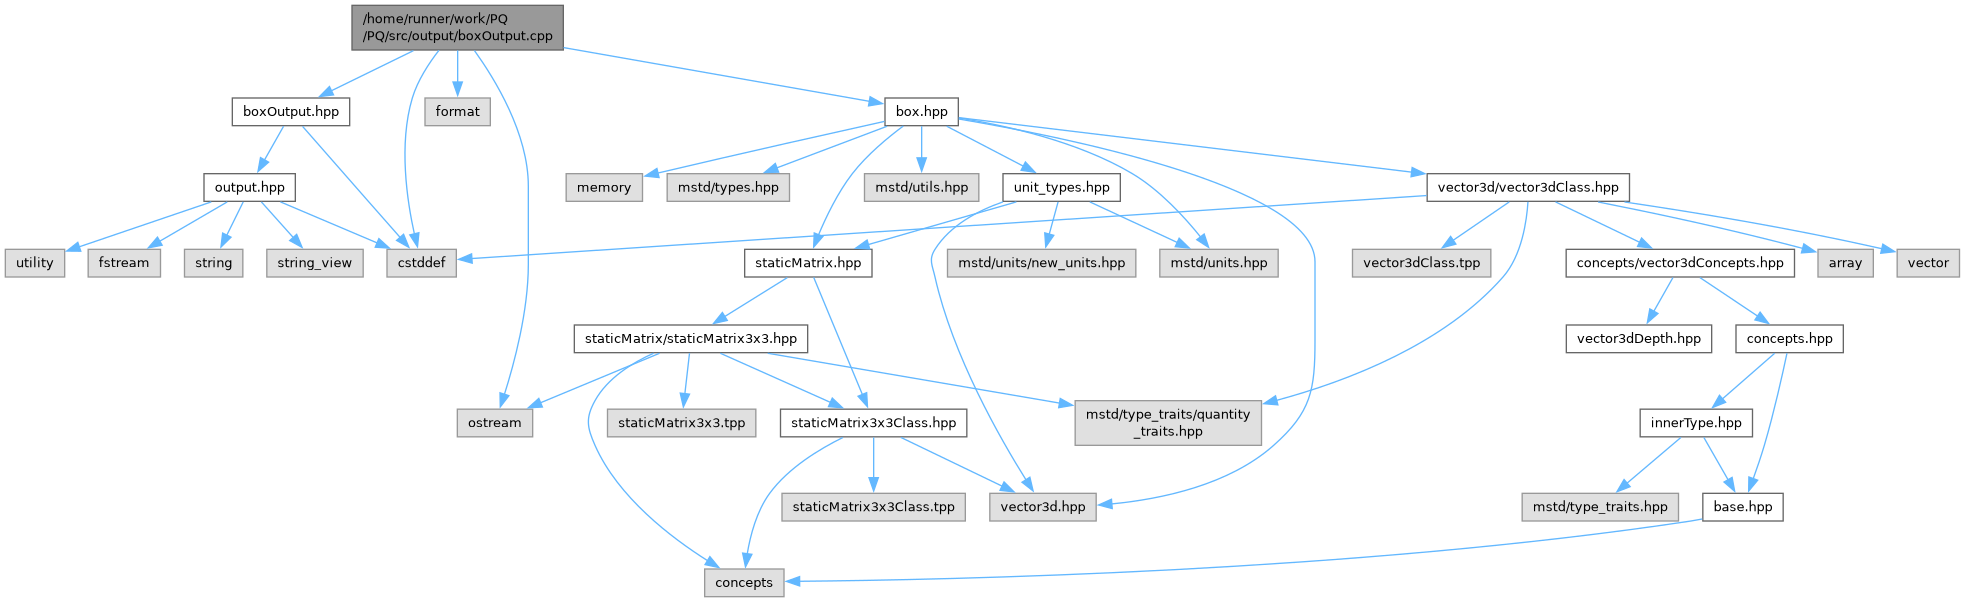 /home/runner/work/PQ
/PQ/src/output/boxOutput.cpp
boxOutput.hpp
format
box.hpp
output.hpp
memory
mstd/types.hpp
mstd/utils.hpp
unit_types.hpp
vector3d/vector3dClass.hpp
utility
fstream
string
string_view
cstddef
staticMatrix.hpp
mstd/units/new_units.hpp
mstd/units.hpp
vector3dClass.tpp
concepts/vector3dConcepts.hpp
array
vector
staticMatrix/staticMatrix3x3.hpp
vector3dDepth.hpp
concepts.hpp
ostream
staticMatrix3x3.tpp
staticMatrix3x3Class.hpp
mstd/type_traits/quantity
_traits.hpp
innerType.hpp
staticMatrix3x3Class.tpp
vector3d.hpp
mstd/type_traits.hpp
base.hpp
concepts